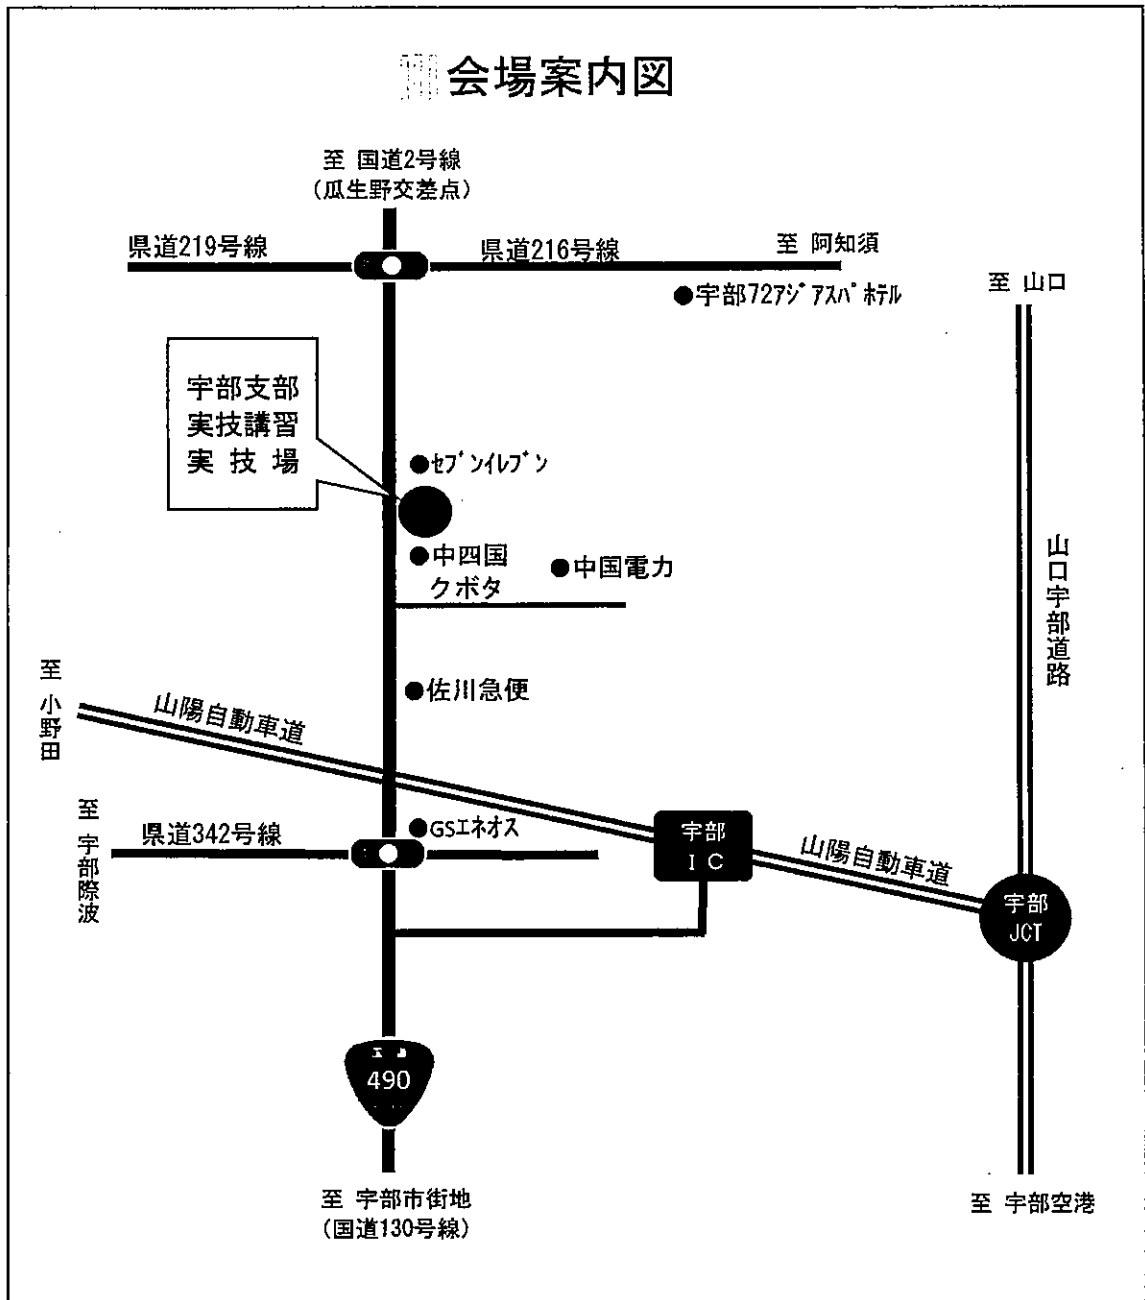 会場案内図
至 国道2号線
(瓜生野交差点)
県道219号線
県道216号線
至 阿知須
●宇部72ｱｼﾞｱｽﾊﾟﾎﾃﾙ
至 山口
宇部支部
実技講習
実 技 場
●ｾﾌﾞﾝｲﾚﾌﾞﾝ
●中四国
クボタ
●中国電力
山口宇部道路
至 小野田
山陽自動車道
●佐川急便
至 宇部際波
県道342号線
●GSエネオス
宇部
I C
山陽自動車道
宇部
JCT
490
至 宇部市街地
(国道130号線)
至 宇部空港